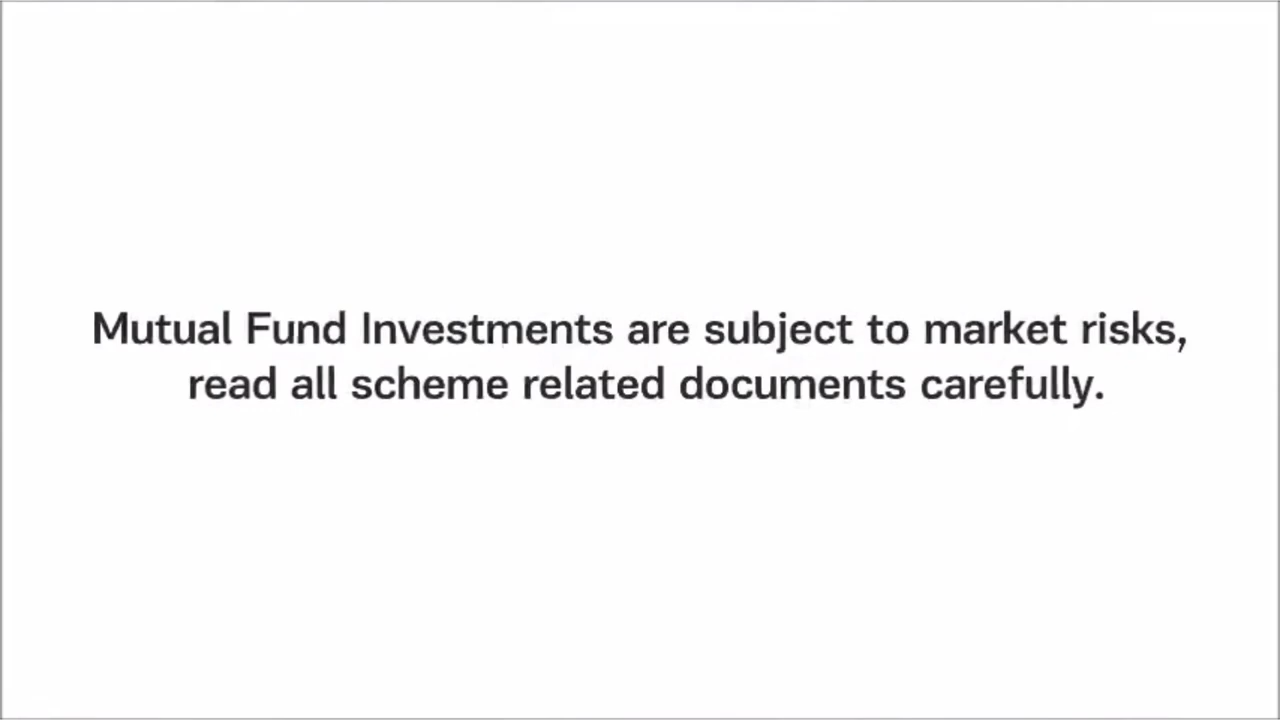 Mutual Fund Investments are subject to market risks,
read all scheme related documents carefully.